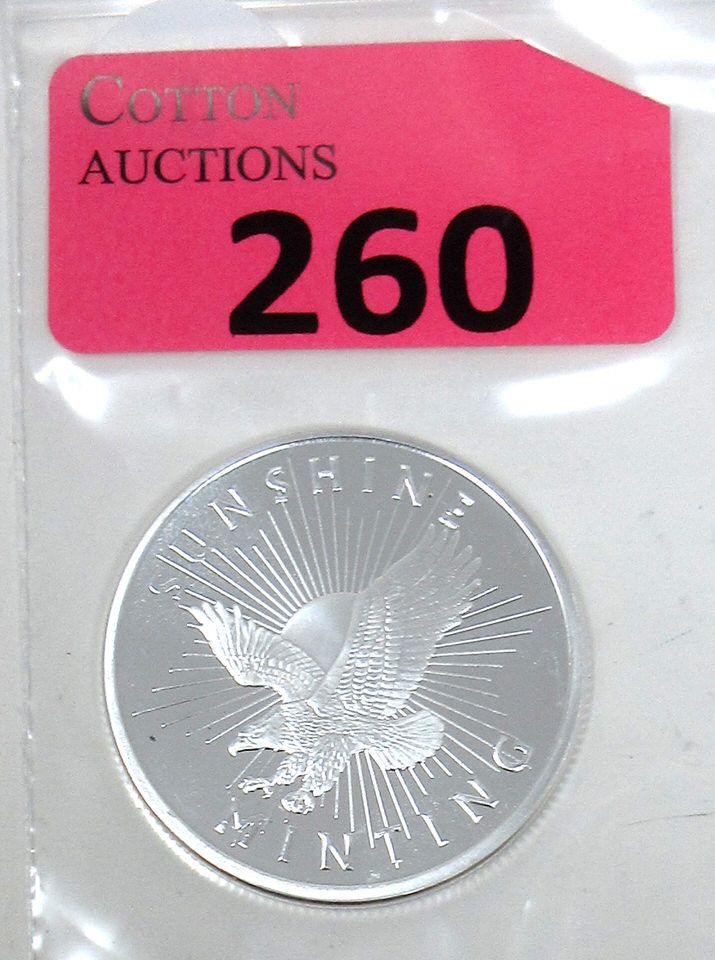 COTTON
AUCTIONS
260
SUNSHINE
MINTING